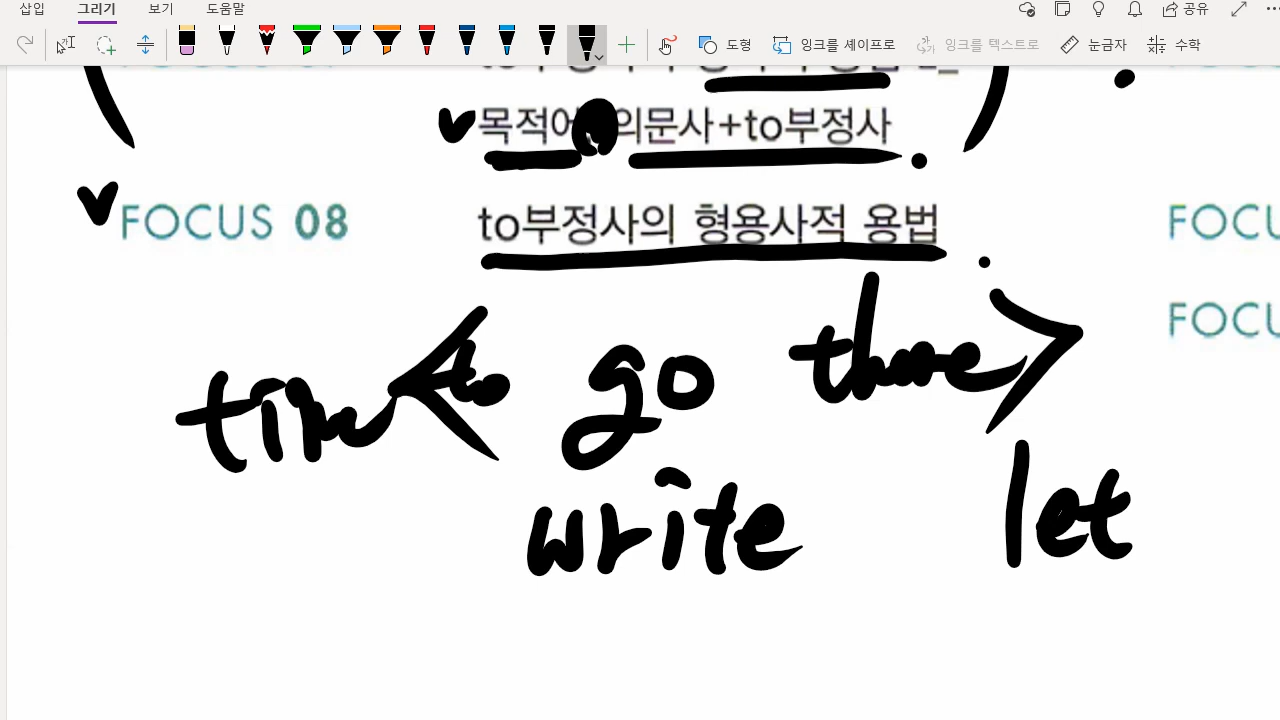 삽입 그리기 보기 도움말 공유
도형 잉크를 셰이프로 잉크를 텍스트로 눈금자 수학
목적어 의문사+to부정사
FOCUS 08 to부정사의 형용사적 용법 FOCU
FOCU
time <to go there>
write let